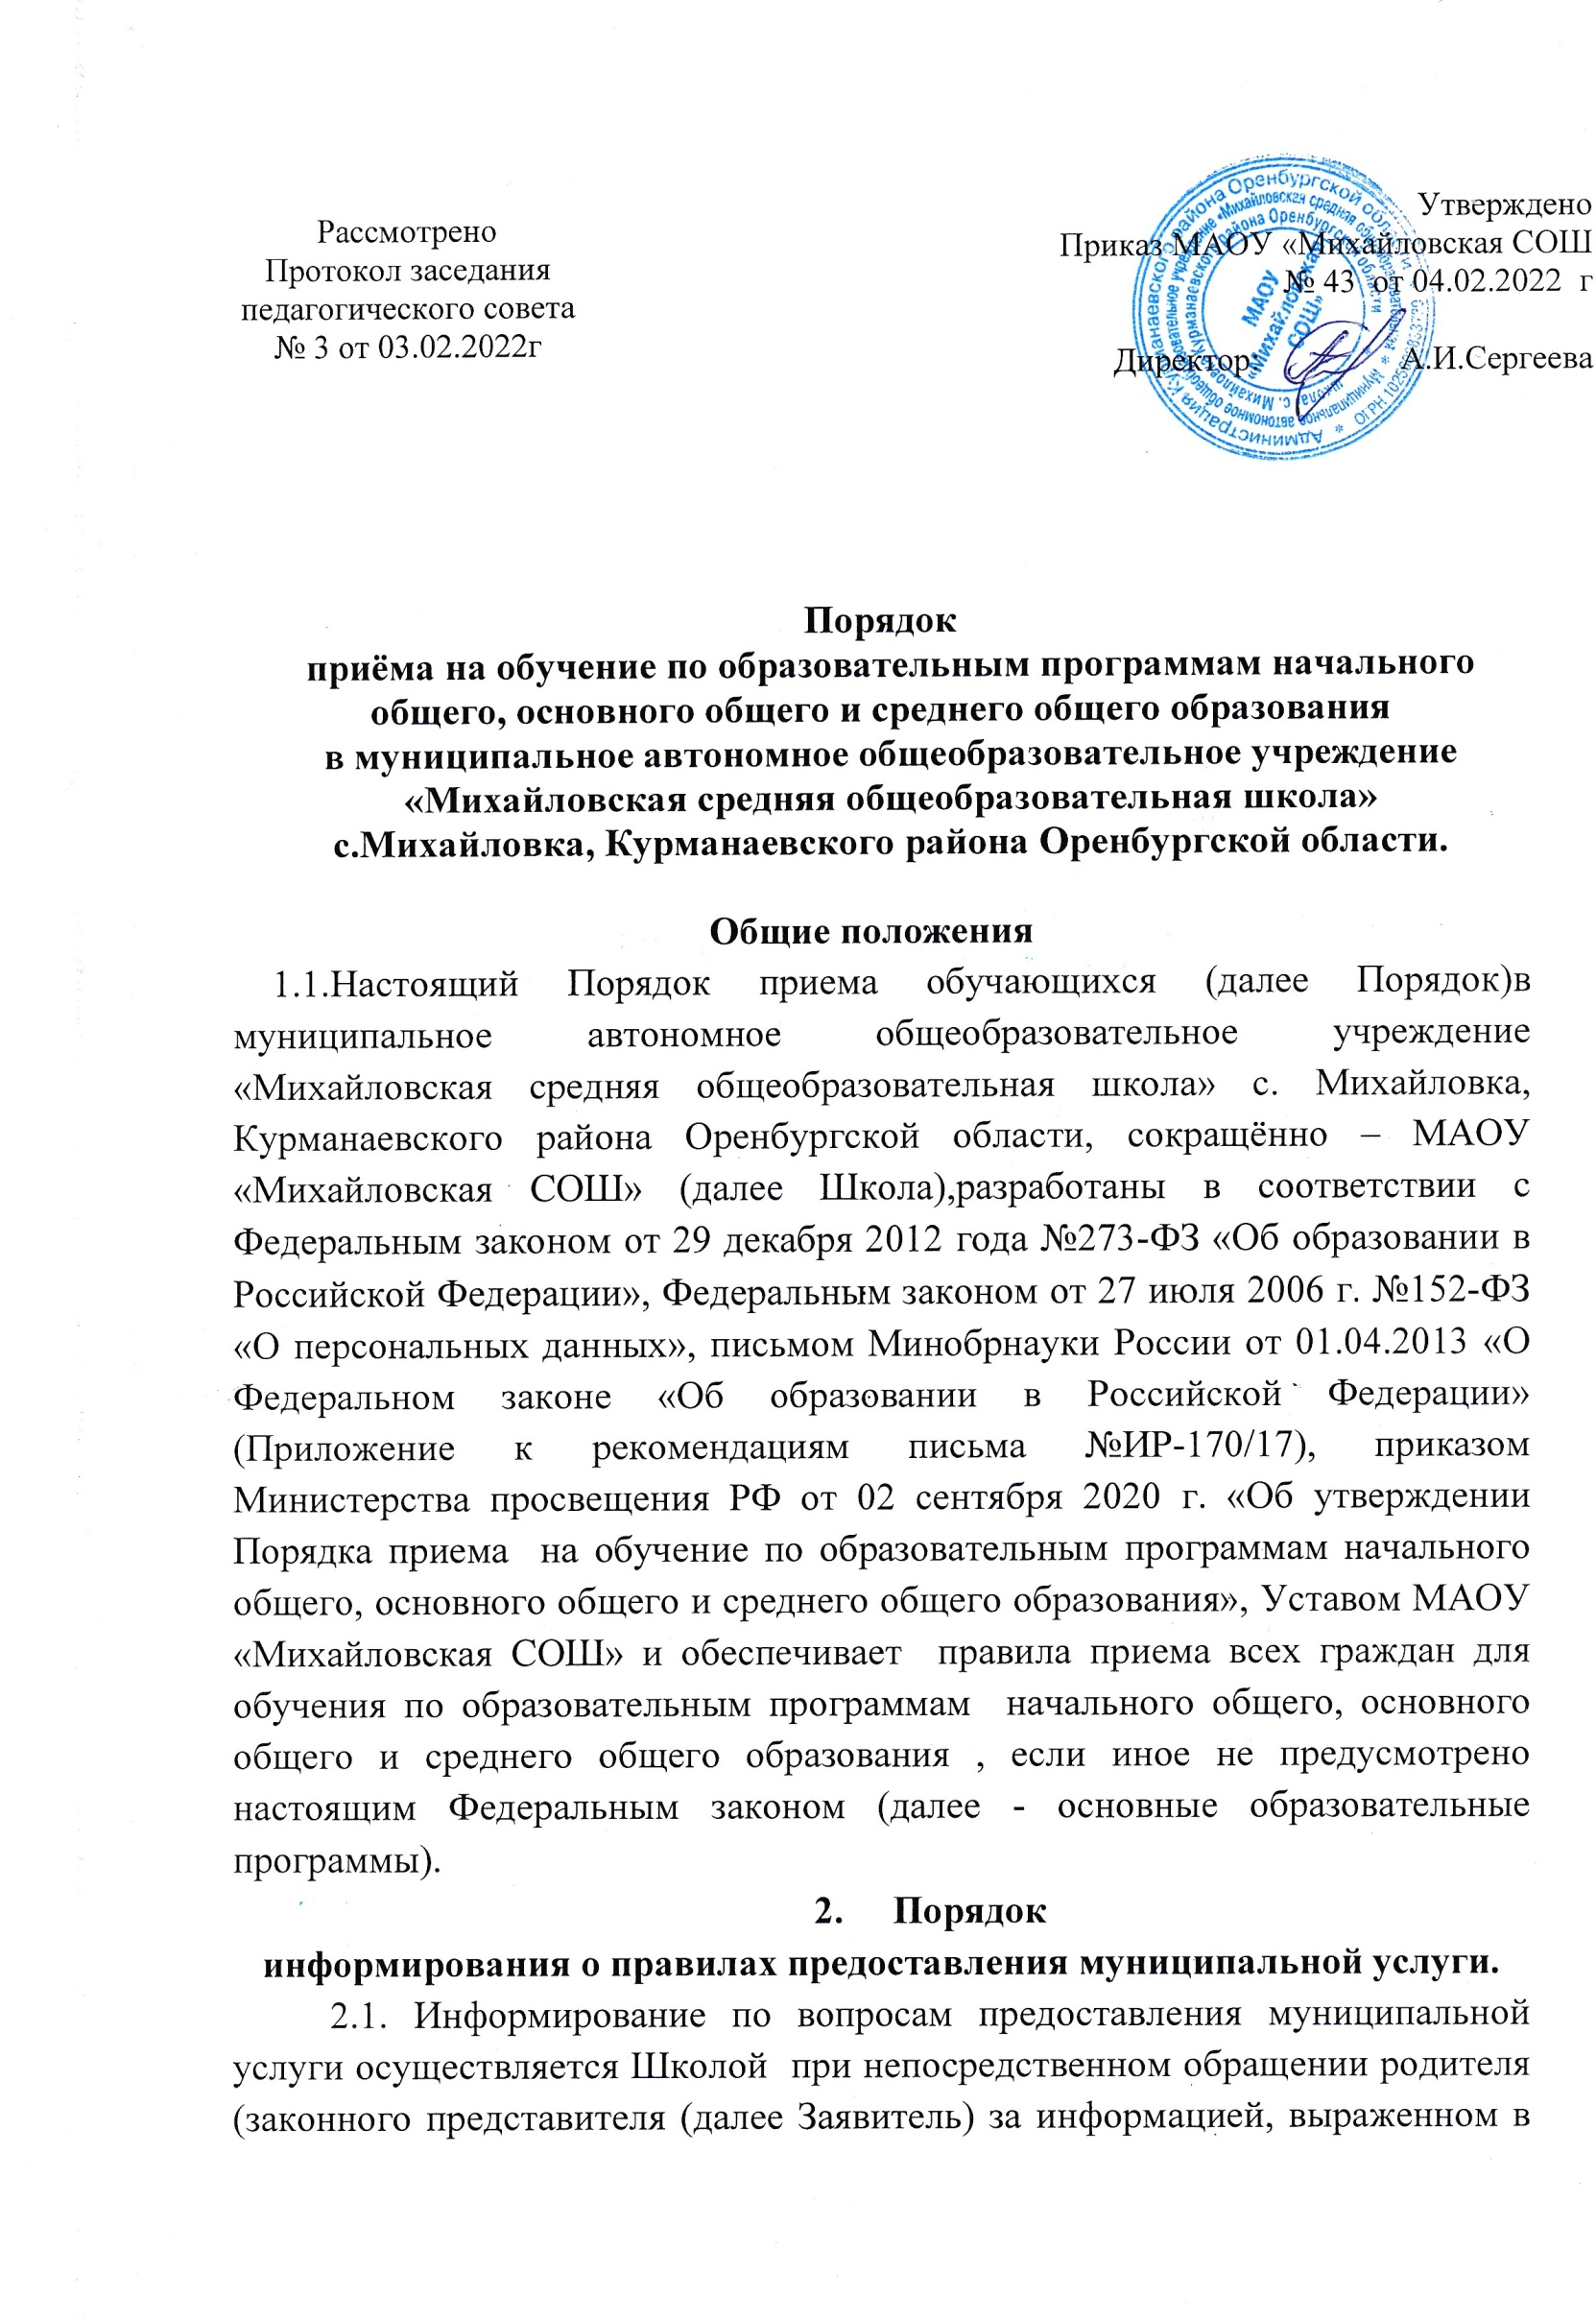 Рассмотрено
Протокол заседания
педагогического совета
№ 3 от 03.02.2022г
Утверждено
Приказ МАОУ «Михайловская СОШ
№ 43 от 04.02.2022 г
Директор: А.И.Сергеева
МАОУ
«Михайловская
СОШ»
Порядок
приёма на обучение по образовательным программам начального
общего, основного общего и среднего общего образования
в муниципальное автономное общеобразовательное учреждение
«Михайловская средняя общеобразовательная школа»
с.Михайловка, Курманаевского района Оренбургской области.
Общие положения
1.1.Настоящий Порядок приема обучающихся (далее Порядок)в
муниципальное автономное общеобразовательное учреждение
«Михайловская средняя общеобразовательная школа» с. Михайловка,
Курманаевского района Оренбургской области, сокращённо – МАОУ
«Михайловская СОШ» (далее Школа),разработаны в соответствии с
Федеральным законом от 29 декабря 2012 года №273-ФЗ «Об образовании в
Российской Федерации», Федеральным законом от 27 июля 2006 г. №152-ФЗ
«О персональных данных», письмом Минобрнауки России от 01.04.2013 «О
Федеральном законе «Об образовании в Российской Федерации»
(Приложение к рекомендациям письма №ИР-170/17), приказом
Министерства просвещения РФ от 02 сентября 2020 г. «Об утверждении
Порядка приема на обучение по образовательным программам начального
общего, основного общего и среднего общего образования», Уставом МАОУ
«Михайловская СОШ» и обеспечивает правила приема всех граждан для
обучения по образовательным программам начального общего, основного
общего и среднего общего образования , если иное не предусмотрено
настоящим Федеральным законом (далее - основные образовательные
программы).
2. Порядок
информирования о правилах предоставления муниципальной услуги.
2.1. Информирование по вопросам предоставления муниципальной
услуги осуществляется Школой при непосредственном обращении родителя
(законного представителя (далее Заявитель) за информацией, выраженном в